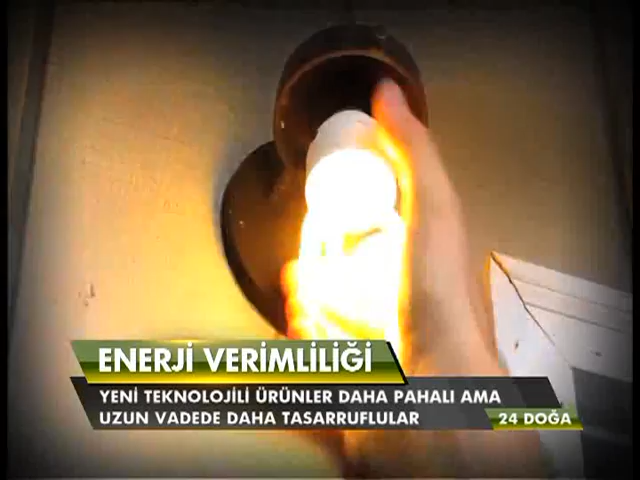 ENERJİ VERİMLİLİĞİ
YENİ TEKNOLOJİLİ ÜRÜNLER DAHA PAHALI AMA
UZUN VADEDE DAHA TASARRUFLULAR
24 DOĞA